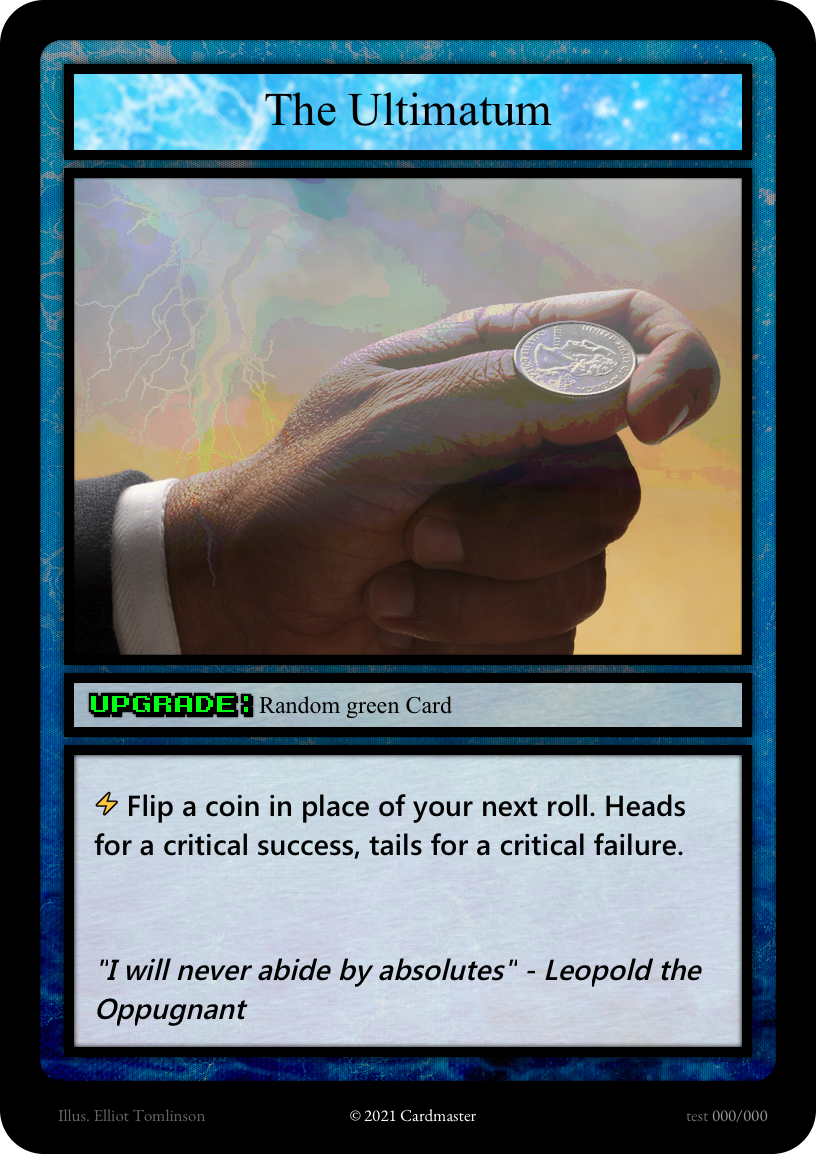 The Ultimatum
UPGRADE: Random green Card
⚡ Flip a coin in place of your next roll. Heads
for a critical success, tails for a critical failure.
"I will never abide by absolutes" - Leopold the
Oppugnant
Illus. Elliot Tomlinson © 2021 Cardmaster test 000/000